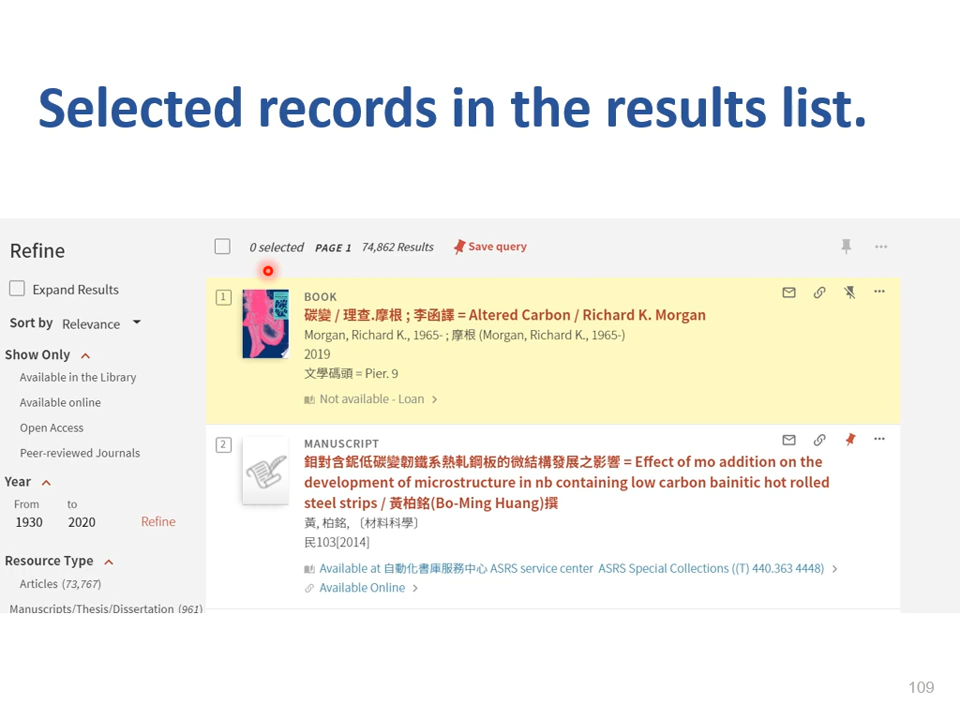 Selected records in the results list.
Refine
Expand Results
Sort by Relevance
Show Only
Available in the Library
Available online
Open Access
Peer-reviewed Journals
Year
From to
1930 2020 Refine
Resource Type
Articles (73,767)
Manuscripts/Thesis/Dissertation (961)
0 selected PAGE 1 74,862 Results Save query
1
BOOK
碳變 / 理查.摩根 ; 李函譯 = Altered Carbon / Richard K. Morgan
Morgan, Richard K., 1965- ; 摩根 (Morgan, Richard K., 1965-)
2019
文學碼頭 = Pier. 9
Not available - Loan
2
MANUSCRIPT
鉬對含鈮低碳變韌鐵系熱軋鋼板的微結構發展之影響 = Effect of mo addition on the
development of microstructure in nb containing low carbon bainitic hot rolled
steel strips / 黃柏銘(Bo-Ming Huang)撰
黃, 柏銘, 〔材料科學〕
民103[2014]
Available at 自動化書庫服務中心 ASRS service center ASRS Special Collections ((T) 440.363 4448)
Available Online
109